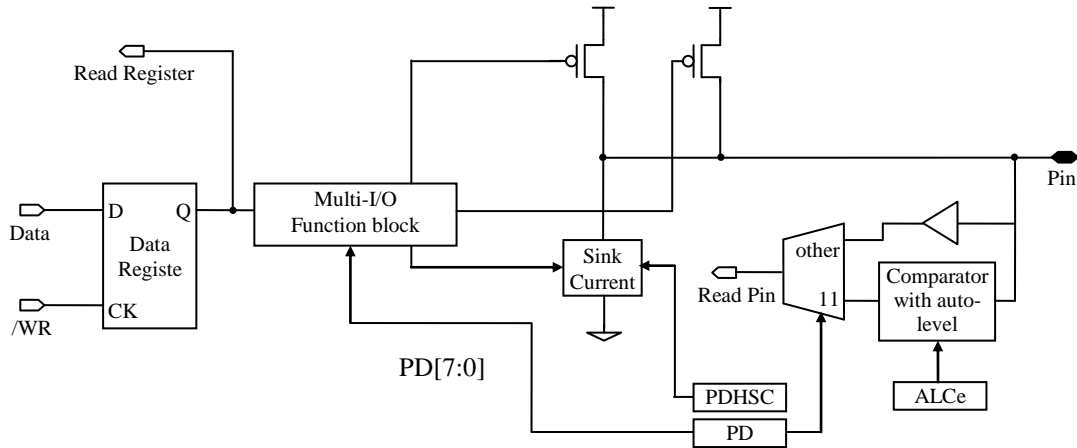 Read Register
Data
/WR
D
Q
Data
Registe
CK
Multi-I/O
Function block
Sink
Current
Pin
other
11
Read Pin
Comparator
with auto-
level
ALCe
PD[7:0]
PDHSC
PD